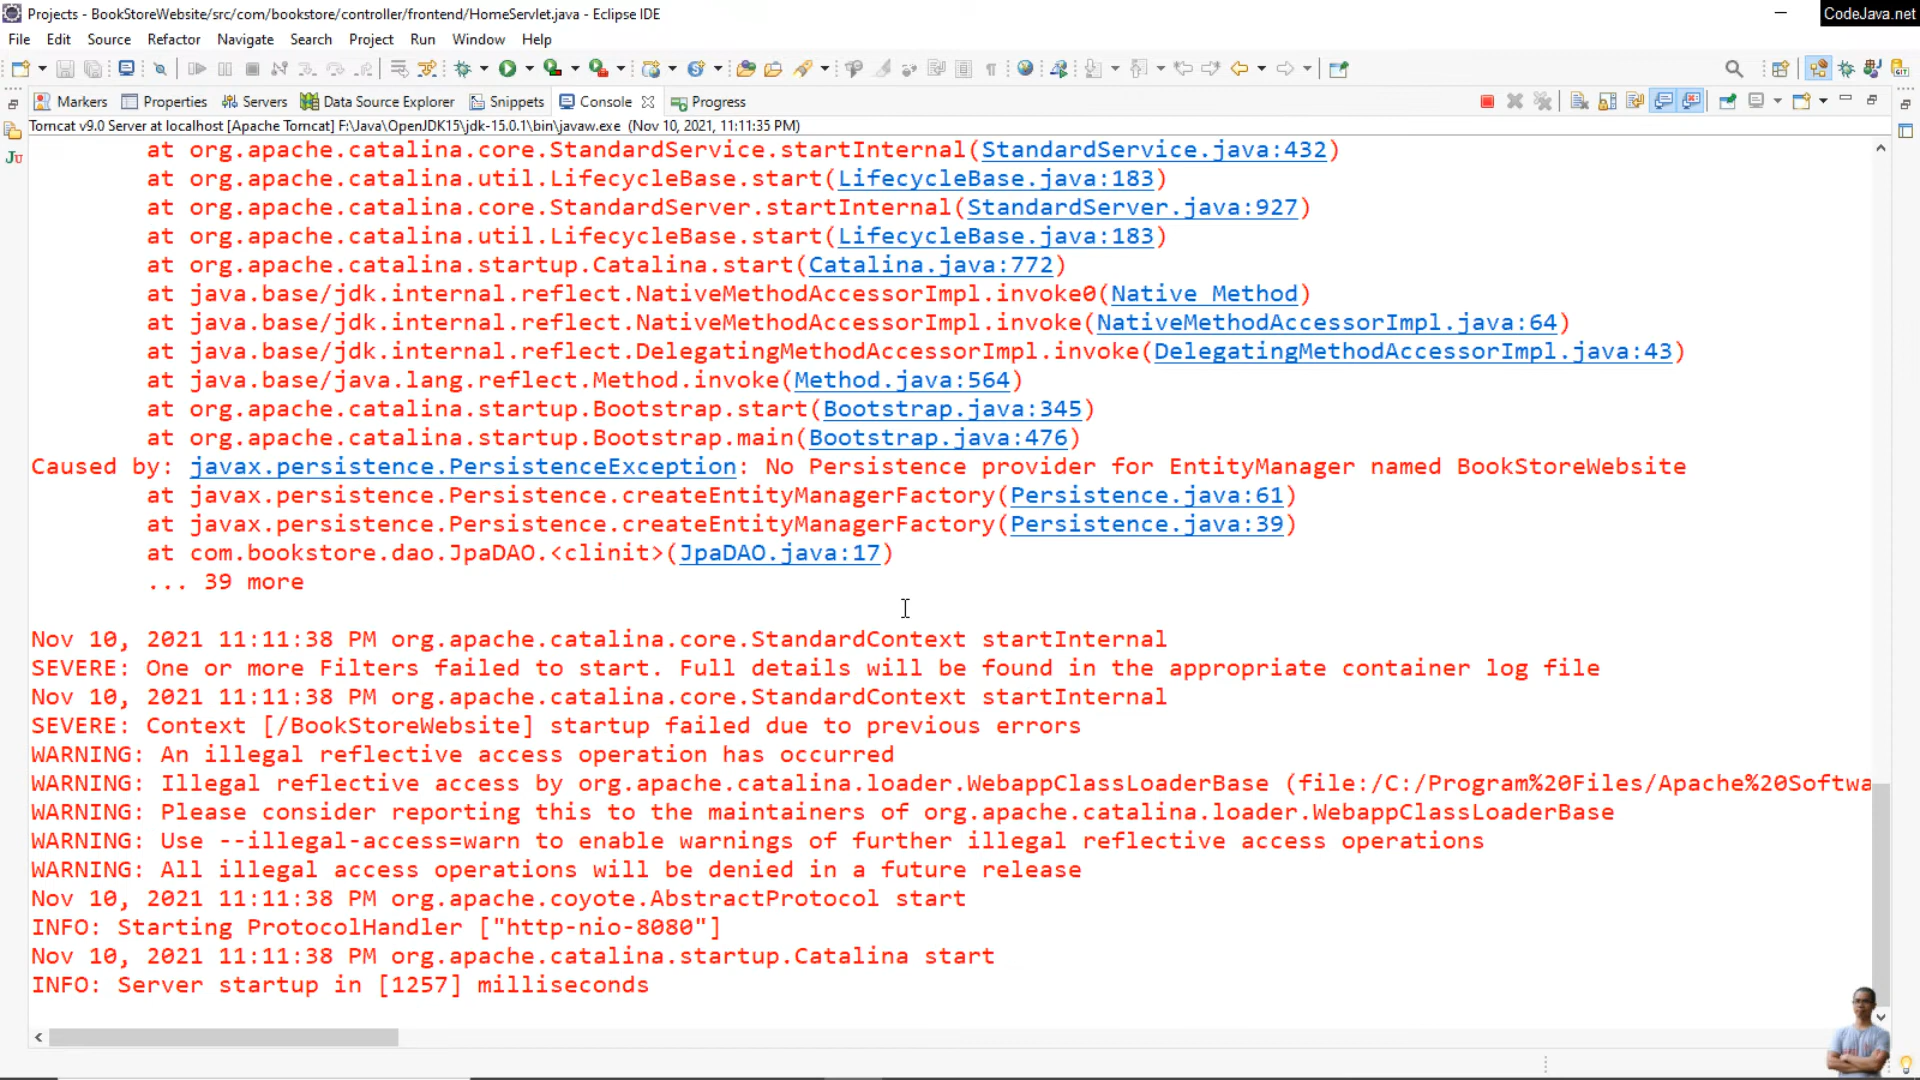 Projects - BookStoreWebsite/src/com/bookstore/controller/frontend/HomeServlet.java - Eclipse IDE
CodeJava.net
File Edit Source Refactor Navigate Search Project Run Window Help
Markers Properties Servers Data Source Explorer Snippets Console Progress
Tomcat v9.0 Server at localhost [Apache Tomcat] F:\Java\OpenJDK15\jdk-15.0.1\bin\javaw.exe (Nov 10, 2021, 11:11:35 PM)
at org.apache.catalina.core.StandardService.startInternal(StandardService.java:432)
at org.apache.catalina.util.LifecycleBase.start(LifecycleBase.java:183)
at org.apache.catalina.core.StandardServer.startInternal(StandardServer.java:927)
at org.apache.catalina.util.LifecycleBase.start(LifecycleBase.java:183)
at org.apache.catalina.startup.Catalina.start(Catalina.java:772)
at java.base/jdk.internal.reflect.NativeMethodAccessorImpl.invoke0(Native Method)
at java.base/jdk.internal.reflect.NativeMethodAccessorImpl.invoke(NativeMethodAccessorImpl.java:64)
at java.base/jdk.internal.reflect.DelegatingMethodAccessorImpl.invoke(DelegatingMethodAccessorImpl.java:43)
at java.base/java.lang.reflect.Method.invoke(Method.java:564)
at org.apache.catalina.startup.Bootstrap.start(Bootstrap.java:345)
at org.apache.catalina.startup.Bootstrap.main(Bootstrap.java:476)
Caused by: javax.persistence.PersistenceException: No Persistence provider for EntityManager named BookStoreWebsite
at javax.persistence.Persistence.createEntityManagerFactory(Persistence.java:61)
at javax.persistence.Persistence.createEntityManagerFactory(Persistence.java:39)
at com.bookstore.dao.JpaDAO.<clinit>(JpaDAO.java:17)
... 39 more
Nov 10, 2021 11:11:38 PM org.apache.catalina.core.StandardContext startInternal
SEVERE: One or more Filters failed to start. Full details will be found in the appropriate container log file
Nov 10, 2021 11:11:38 PM org.apache.catalina.core.StandardContext startInternal
SEVERE: Context [/BookStoreWebsite] startup failed due to previous errors
WARNING: An illegal reflective access operation has occurred
WARNING: Illegal reflective access by org.apache.catalina.loader.WebappClassLoaderBase (file:/C:/Program%20Files/Apache%20Softwa
WARNING: Please consider reporting this to the maintainers of org.apache.catalina.loader.WebappClassLoaderBase
WARNING: Use --illegal-access=warn to enable warnings of further illegal reflective access operations
WARNING: All illegal access operations will be denied in a future release
Nov 10, 2021 11:11:38 PM org.apache.coyote.AbstractProtocol start
INFO: Starting ProtocolHandler ["http-nio-8080"]
Nov 10, 2021 11:11:38 PM org.apache.catalina.startup.Catalina start
INFO: Server startup in [1257] milliseconds